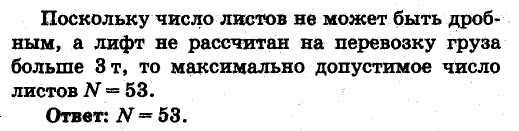 Поскольку число листов не может быть дроб-
ным, а лифт не рассчитан на перевозку груза
больше 3 т, то максимально допустимое число
листов N = 53.
Ответ: N = 53.